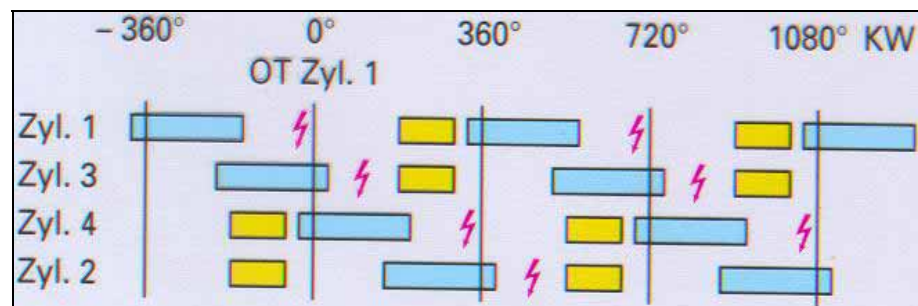 – 360° 0° 360° 720° 1080° KW
OT Zyl. 1
Zyl. 1
Zyl. 3
Zyl. 4
Zyl. 2